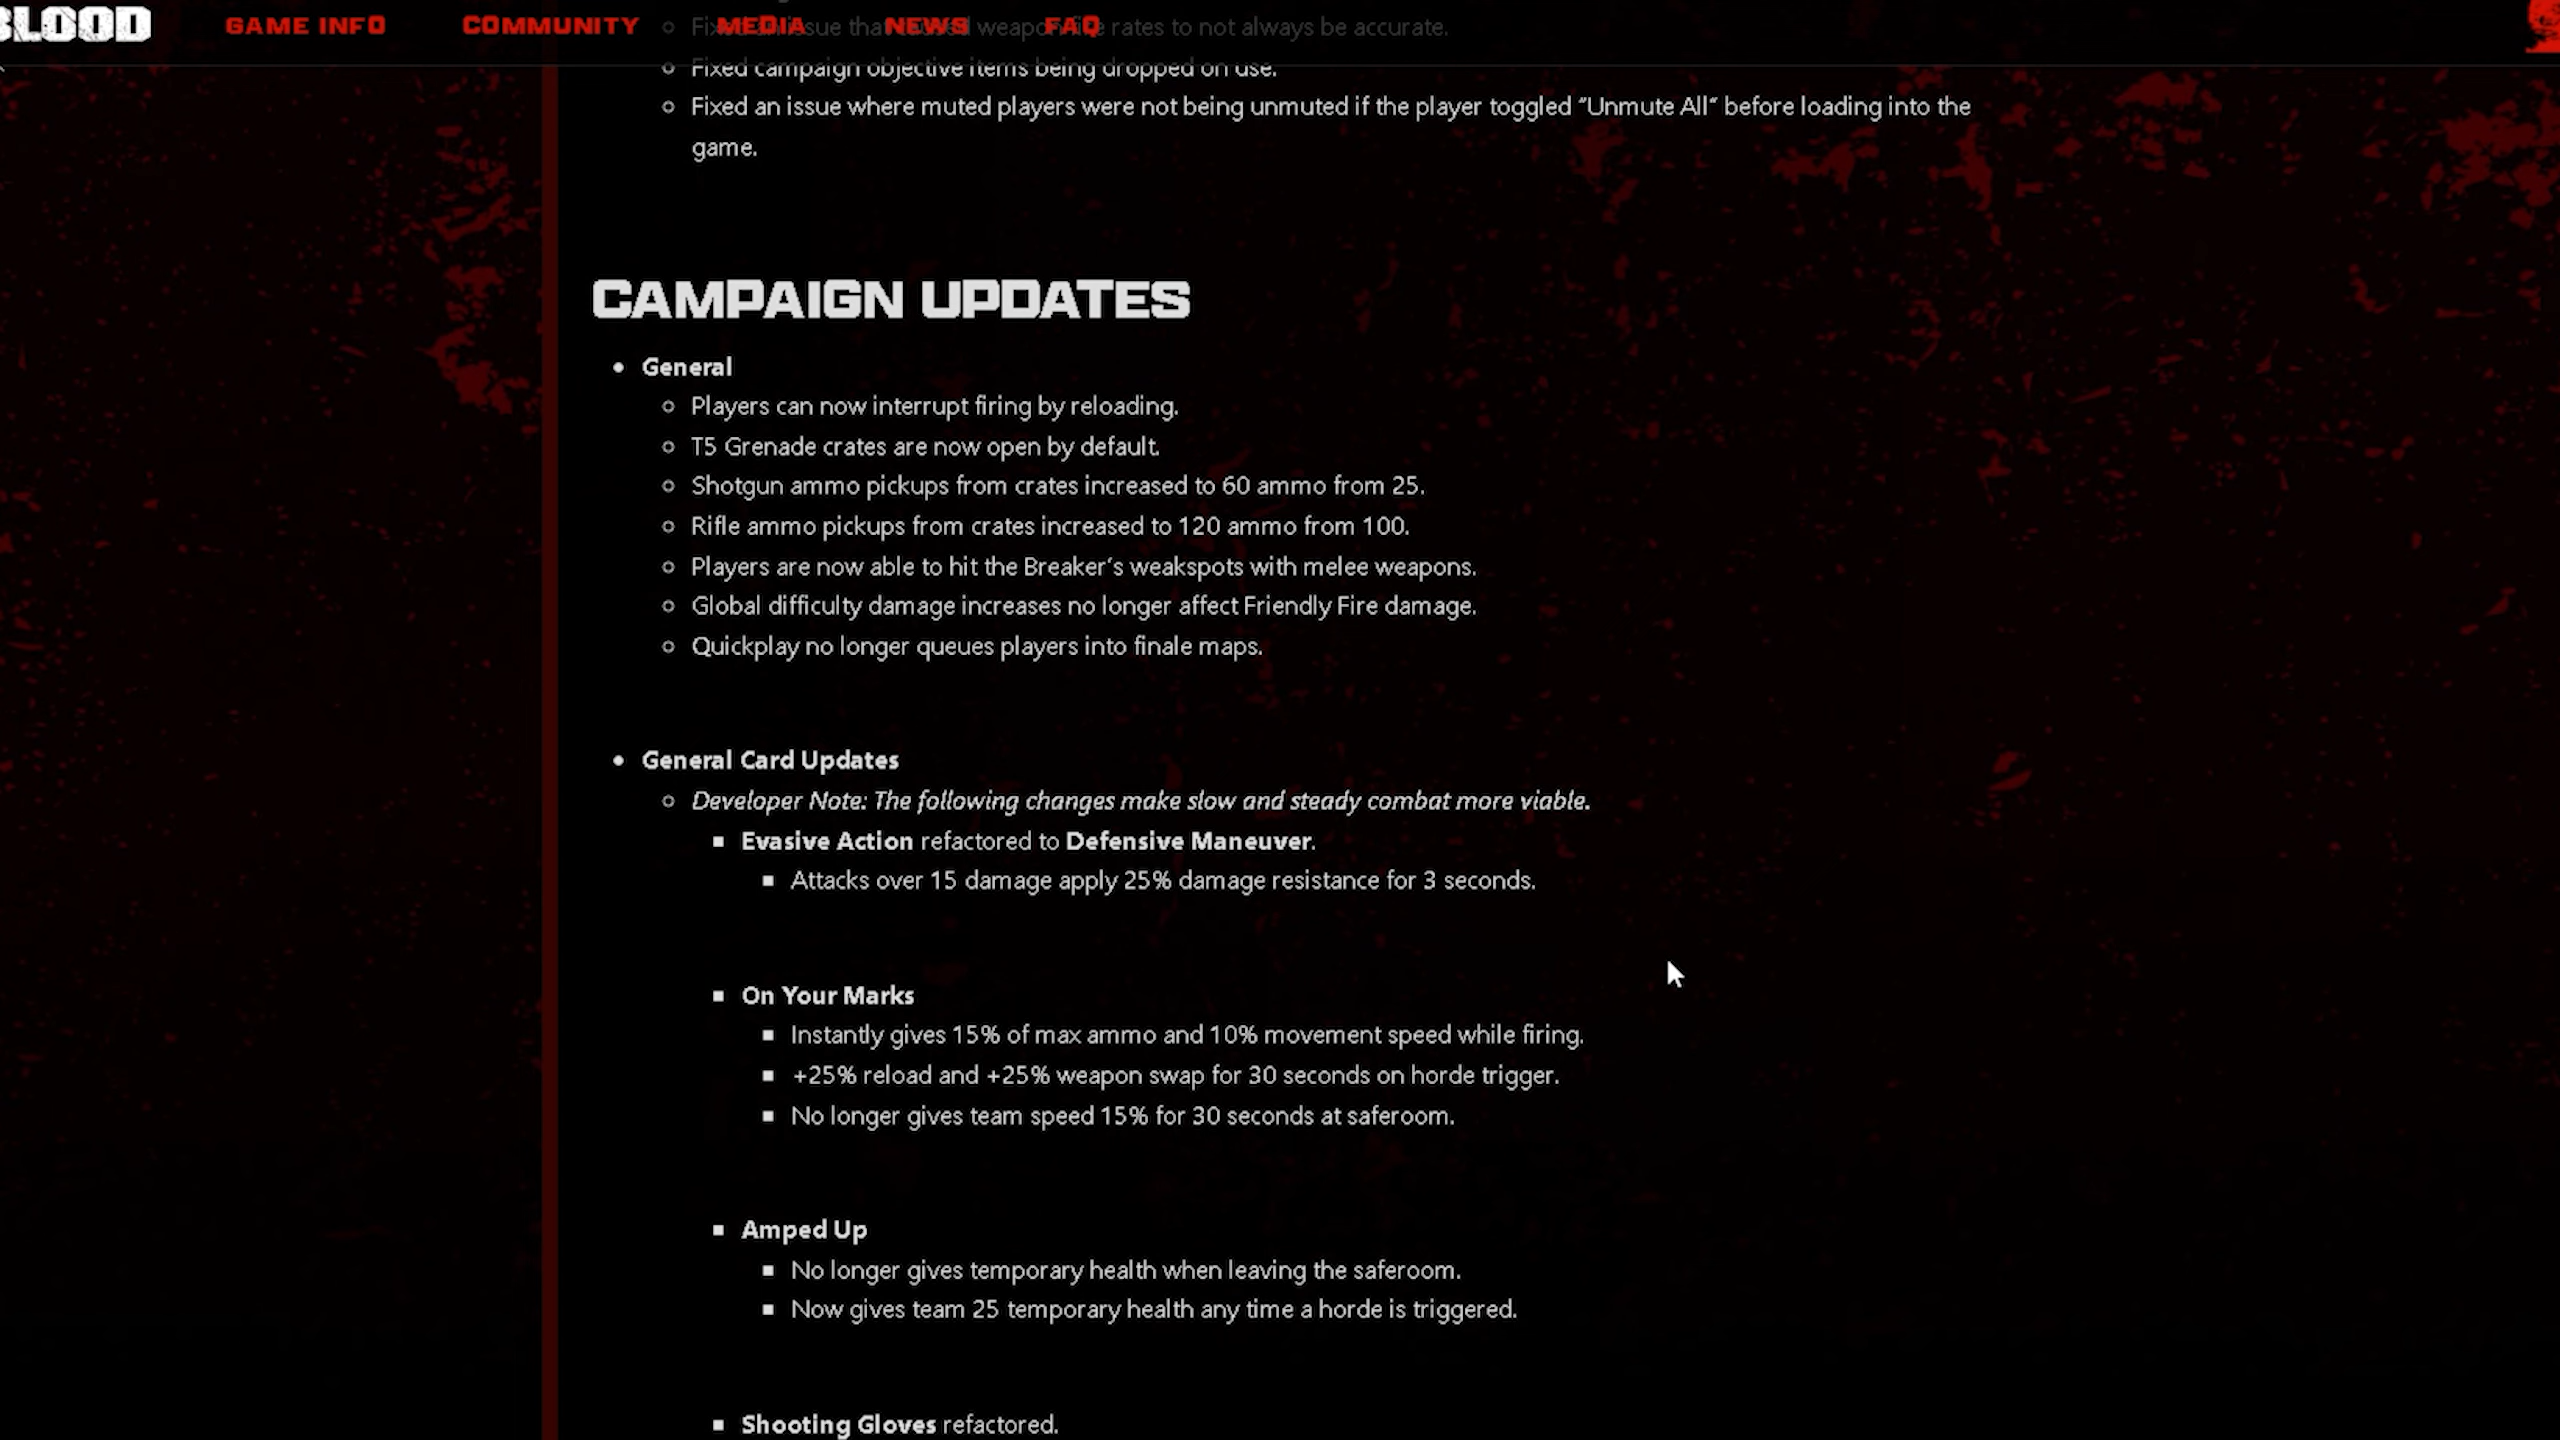 BLOOD GAME INFO COMMUNITY MEDIA NEWS FAQ
Fixed an issue that caused weapon fire rates to not always be accurate.
Fixed campaign objective items being dropped on use.
Fixed an issue where muted players were not being unmuted if the player toggled “Unmute All” before loading into the
game.
CAMPAIGN UPDATES
General
Players can now interrupt firing by reloading.
T5 Grenade crates are now open by default.
Shotgun ammo pickups from crates increased to 60 ammo from 25.
Rifle ammo pickups from crates increased to 120 ammo from 100.
Players are now able to hit the Breaker’s weakspots with melee weapons.
Global difficulty damage increases no longer affect Friendly Fire damage.
Quickplay no longer queues players into finale maps.
General Card Updates
Developer Note: The following changes make slow and steady combat more viable.
Evasive Action refactored to Defensive Maneuver.
Attacks over 15 damage apply 25% damage resistance for 3 seconds.
On Your Marks
Instantly gives 15% of max ammo and 10% movement speed while firing.
+25% reload and +25% weapon swap for 30 seconds on horde trigger.
No longer gives team speed 15% for 30 seconds at saferoom.
Amped Up
No longer gives temporary health when leaving the saferoom.
Now gives team 25 temporary health any time a horde is triggered.
Shooting Gloves refactored.